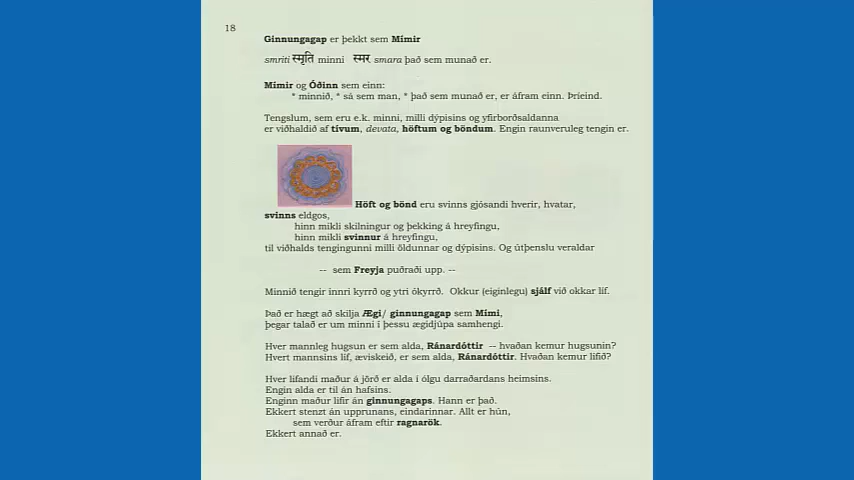 18
Ginnungagap er þekkt sem Mímir
smriti स्मृति minni स्मर smara það sem munað er.
Mímir og Óðinn sem einn:
* minnið, * sá sem man, * það sem munað er, er áfram einn. Þríeind.
Tengslum, sem eru e.k. minni, milli dýpisins og yfirborðsaldanna
er viðhaldið af tívum, devata, höftum og böndum. Engin raunveruleg tengin er.
Höft og bönd eru svinns gjósandi hverir, hvatar,
svinns eldgos,
hinn mikli skilningur og þekking á hreyfingu,
hinn mikli svinnur á hreyfingu,
til viðhalds tengingunni milli öldunnar og dýpisins. Og útþenslu veraldar
-- sem Freyja puðraði upp. --
Minnið tengir innri kyrrð og ytri ókyrrð. Okkur (eiginlegu) sjálf við okkar líf.
Það er hægt að skilja Ægi/ ginnungagap sem Mími,
þegar talað er um minni í þessu ægidjúpa samhengi.
Hver mannleg hugsun er sem alda, Ránardóttir -- hvaðan kemur hugsunin?
Hvert mannsins líf, æviskeið, er sem alda, Ránardóttir. Hvaðan kemur lífið?
Hver lifandi maður á jörð er alda í ólgu darraðardans heimsins.
Engin alda er til án hafsins.
Enginn maður lifir án ginnungagaps. Hann er það.
Ekkert stenzt án upprunans, eindarinnar. Allt er hún,
sem verður áfram eftir ragnarök.
Ekkert annað er.